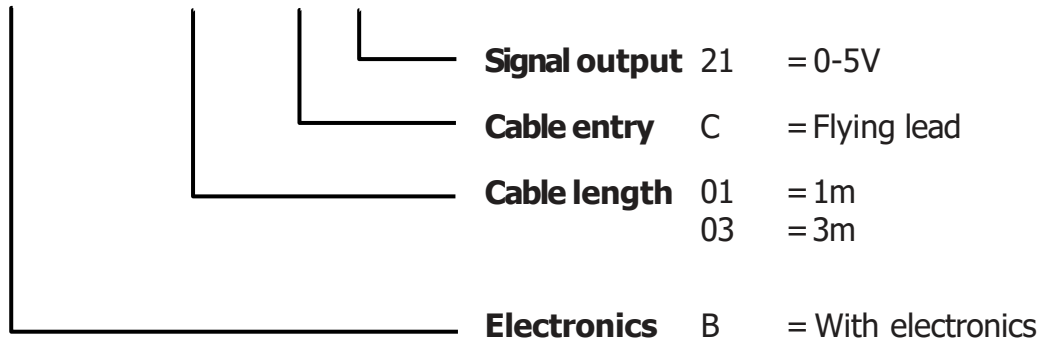 Signal output 21 = 0-5V
Cable entry C = Flying lead
Cable length 01 = 1m
03 = 3m
Electronics B = With electronics